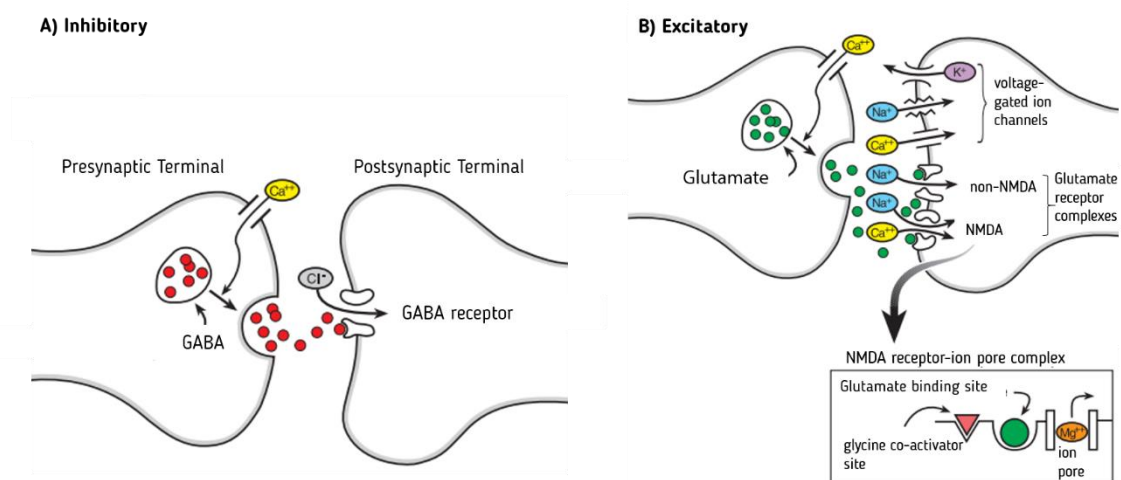 A) Inhibitory
Presynaptic Terminal
Postsynaptic Terminal
Ca++
Cl-
GABA
GABA receptor
B) Excitatory
Ca++
K+
voltage-
gated ion
channels
Na+
Ca++
Glutamate
Na+
non-NMDA
Na+
Glutamate
receptor
complexes
Ca++
NMDA
NMDA receptor-ion pore complex
Glutamate binding site
glycine co-activator
site
Mg++
ion
pore